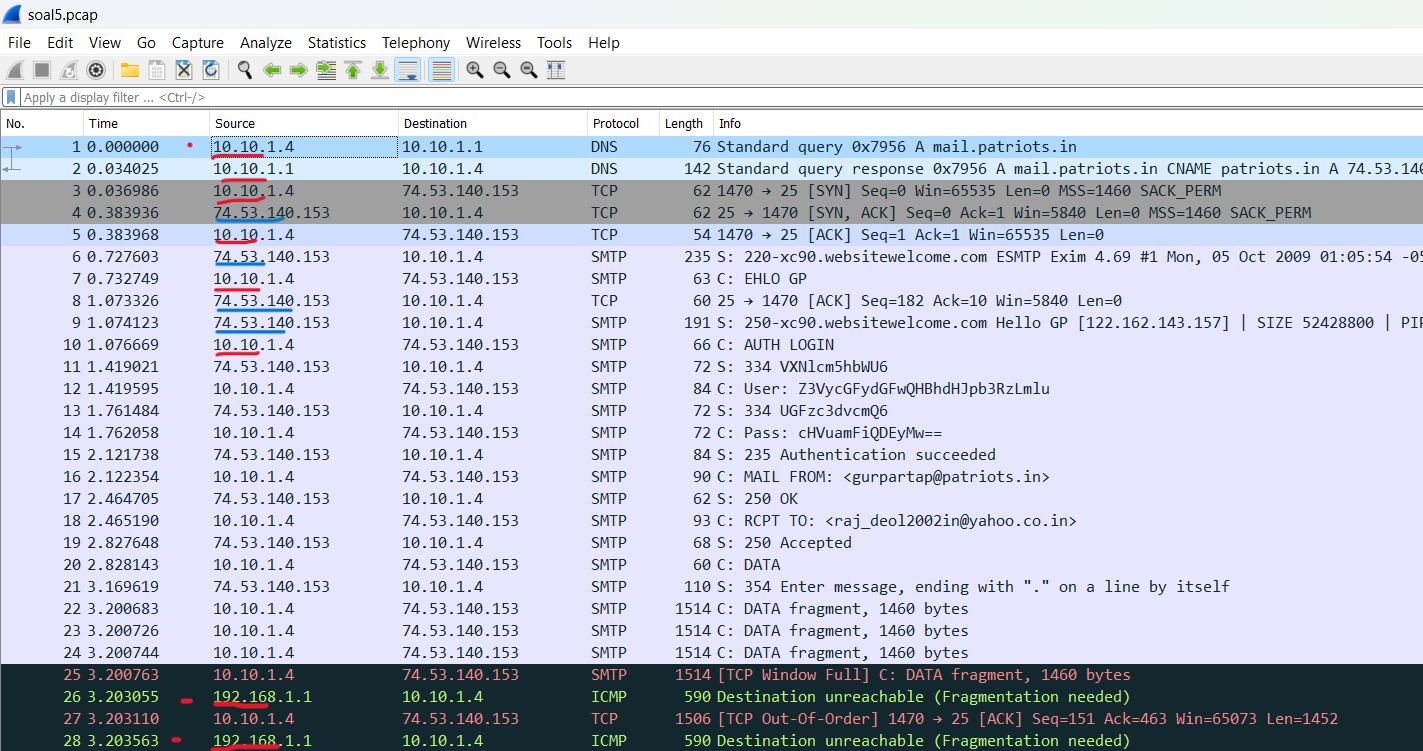 soal5.pcap
File Edit View Go Capture Analyze Statistics Telephony Wireless Tools Help
Apply a display filter ... <Ctrl-/>
No. Time Source Destination Protocol Length Info
1 0.000000 10.10.1.4 10.10.1.1 DNS 76 Standard query 0x7956 A mail.patriots.in
2 0.034025 10.10.1.1 10.10.1.4 DNS 142 Standard query response 0x7956 A mail.patriots.in CNAME patriots.in A 74.53.140
3 0.036986 10.10.1.4 74.53.140.153 TCP 62 1470 → 25 [SYN] Seq=0 Win=65535 Len=0 MSS=1460 SACK_PERM
4 0.383936 74.53.140.153 10.10.1.4 TCP 62 25 → 1470 [SYN, ACK] Seq=0 Ack=1 Win=5840 Len=0 MSS=1460 SACK_PERM
5 0.383968 10.10.1.4 74.53.140.153 TCP 54 1470 → 25 [ACK] Seq=1 Ack=1 Win=65535 Len=0
6 0.727603 74.53.140.153 10.10.1.4 SMTP 235 S: 220-xc90.websitewelcome.com ESMTP Exim 4.69 #1 Mon, 05 Oct 2009 01:05:54 -05
7 0.732749 10.10.1.4 74.53.140.153 SMTP 63 C: EHLO GP
8 1.073326 74.53.140.153 10.10.1.4 TCP 60 25 → 1470 [ACK] Seq=182 Ack=10 Win=5840 Len=0
9 1.074123 74.53.140.153 10.10.1.4 SMTP 191 S: 250-xc90.websitewelcome.com Hello GP [122.162.143.157] | SIZE 52428800 | PIP
10 1.076669 10.10.1.4 74.53.140.153 SMTP 66 C: AUTH LOGIN
11 1.419021 74.53.140.153 10.10.1.4 SMTP 72 S: 334 VXNlcm5hbWU6
12 1.419595 10.10.1.4 74.53.140.153 SMTP 84 C: User: Z3VycGFydGFwQHBhdHJpb3RzLmlu
13 1.761484 74.53.140.153 10.10.1.4 SMTP 72 S: 334 UGFzc3dvcmQ6
14 1.762058 10.10.1.4 74.53.140.153 SMTP 72 C: Pass: cHVuamFiQDEyMw==
15 2.121738 74.53.140.153 10.10.1.4 SMTP 84 S: 235 Authentication succeeded
16 2.122354 10.10.1.4 74.53.140.153 SMTP 90 C: MAIL FROM: <gurpartap@patriots.in>
17 2.464705 74.53.140.153 10.10.1.4 SMTP 62 S: 250 OK
18 2.465190 10.10.1.4 74.53.140.153 SMTP 93 C: RCPT TO: <raj_deol2002in@yahoo.co.in>
19 2.827648 74.53.140.153 10.10.1.4 SMTP 68 S: 250 Accepted
20 2.828143 10.10.1.4 74.53.140.153 SMTP 60 C: DATA
21 3.169619 74.53.140.153 10.10.1.4 SMTP 110 S: 354 Enter message, ending with "." on a line by itself
22 3.200683 10.10.1.4 74.53.140.153 SMTP 1514 C: DATA fragment, 1460 bytes
23 3.200726 10.10.1.4 74.53.140.153 SMTP 1514 C: DATA fragment, 1460 bytes
24 3.200744 10.10.1.4 74.53.140.153 SMTP 1514 C: DATA fragment, 1460 bytes
25 3.200763 10.10.1.4 74.53.140.153 SMTP 1514 [TCP Window Full] C: DATA fragment, 1460 bytes
26 3.203055 192.168.1.1 10.10.1.4 ICMP 590 Destination unreachable (Fragmentation needed)
27 3.203110 10.10.1.4 74.53.140.153 TCP 1506 [TCP Out-Of-Order] 1470 → 25 [ACK] Seq=151 Ack=463 Win=65073 Len=1452
28 3.203563 192.168.1.1 10.10.1.4 ICMP 590 Destination unreachable (Fragmentation needed)